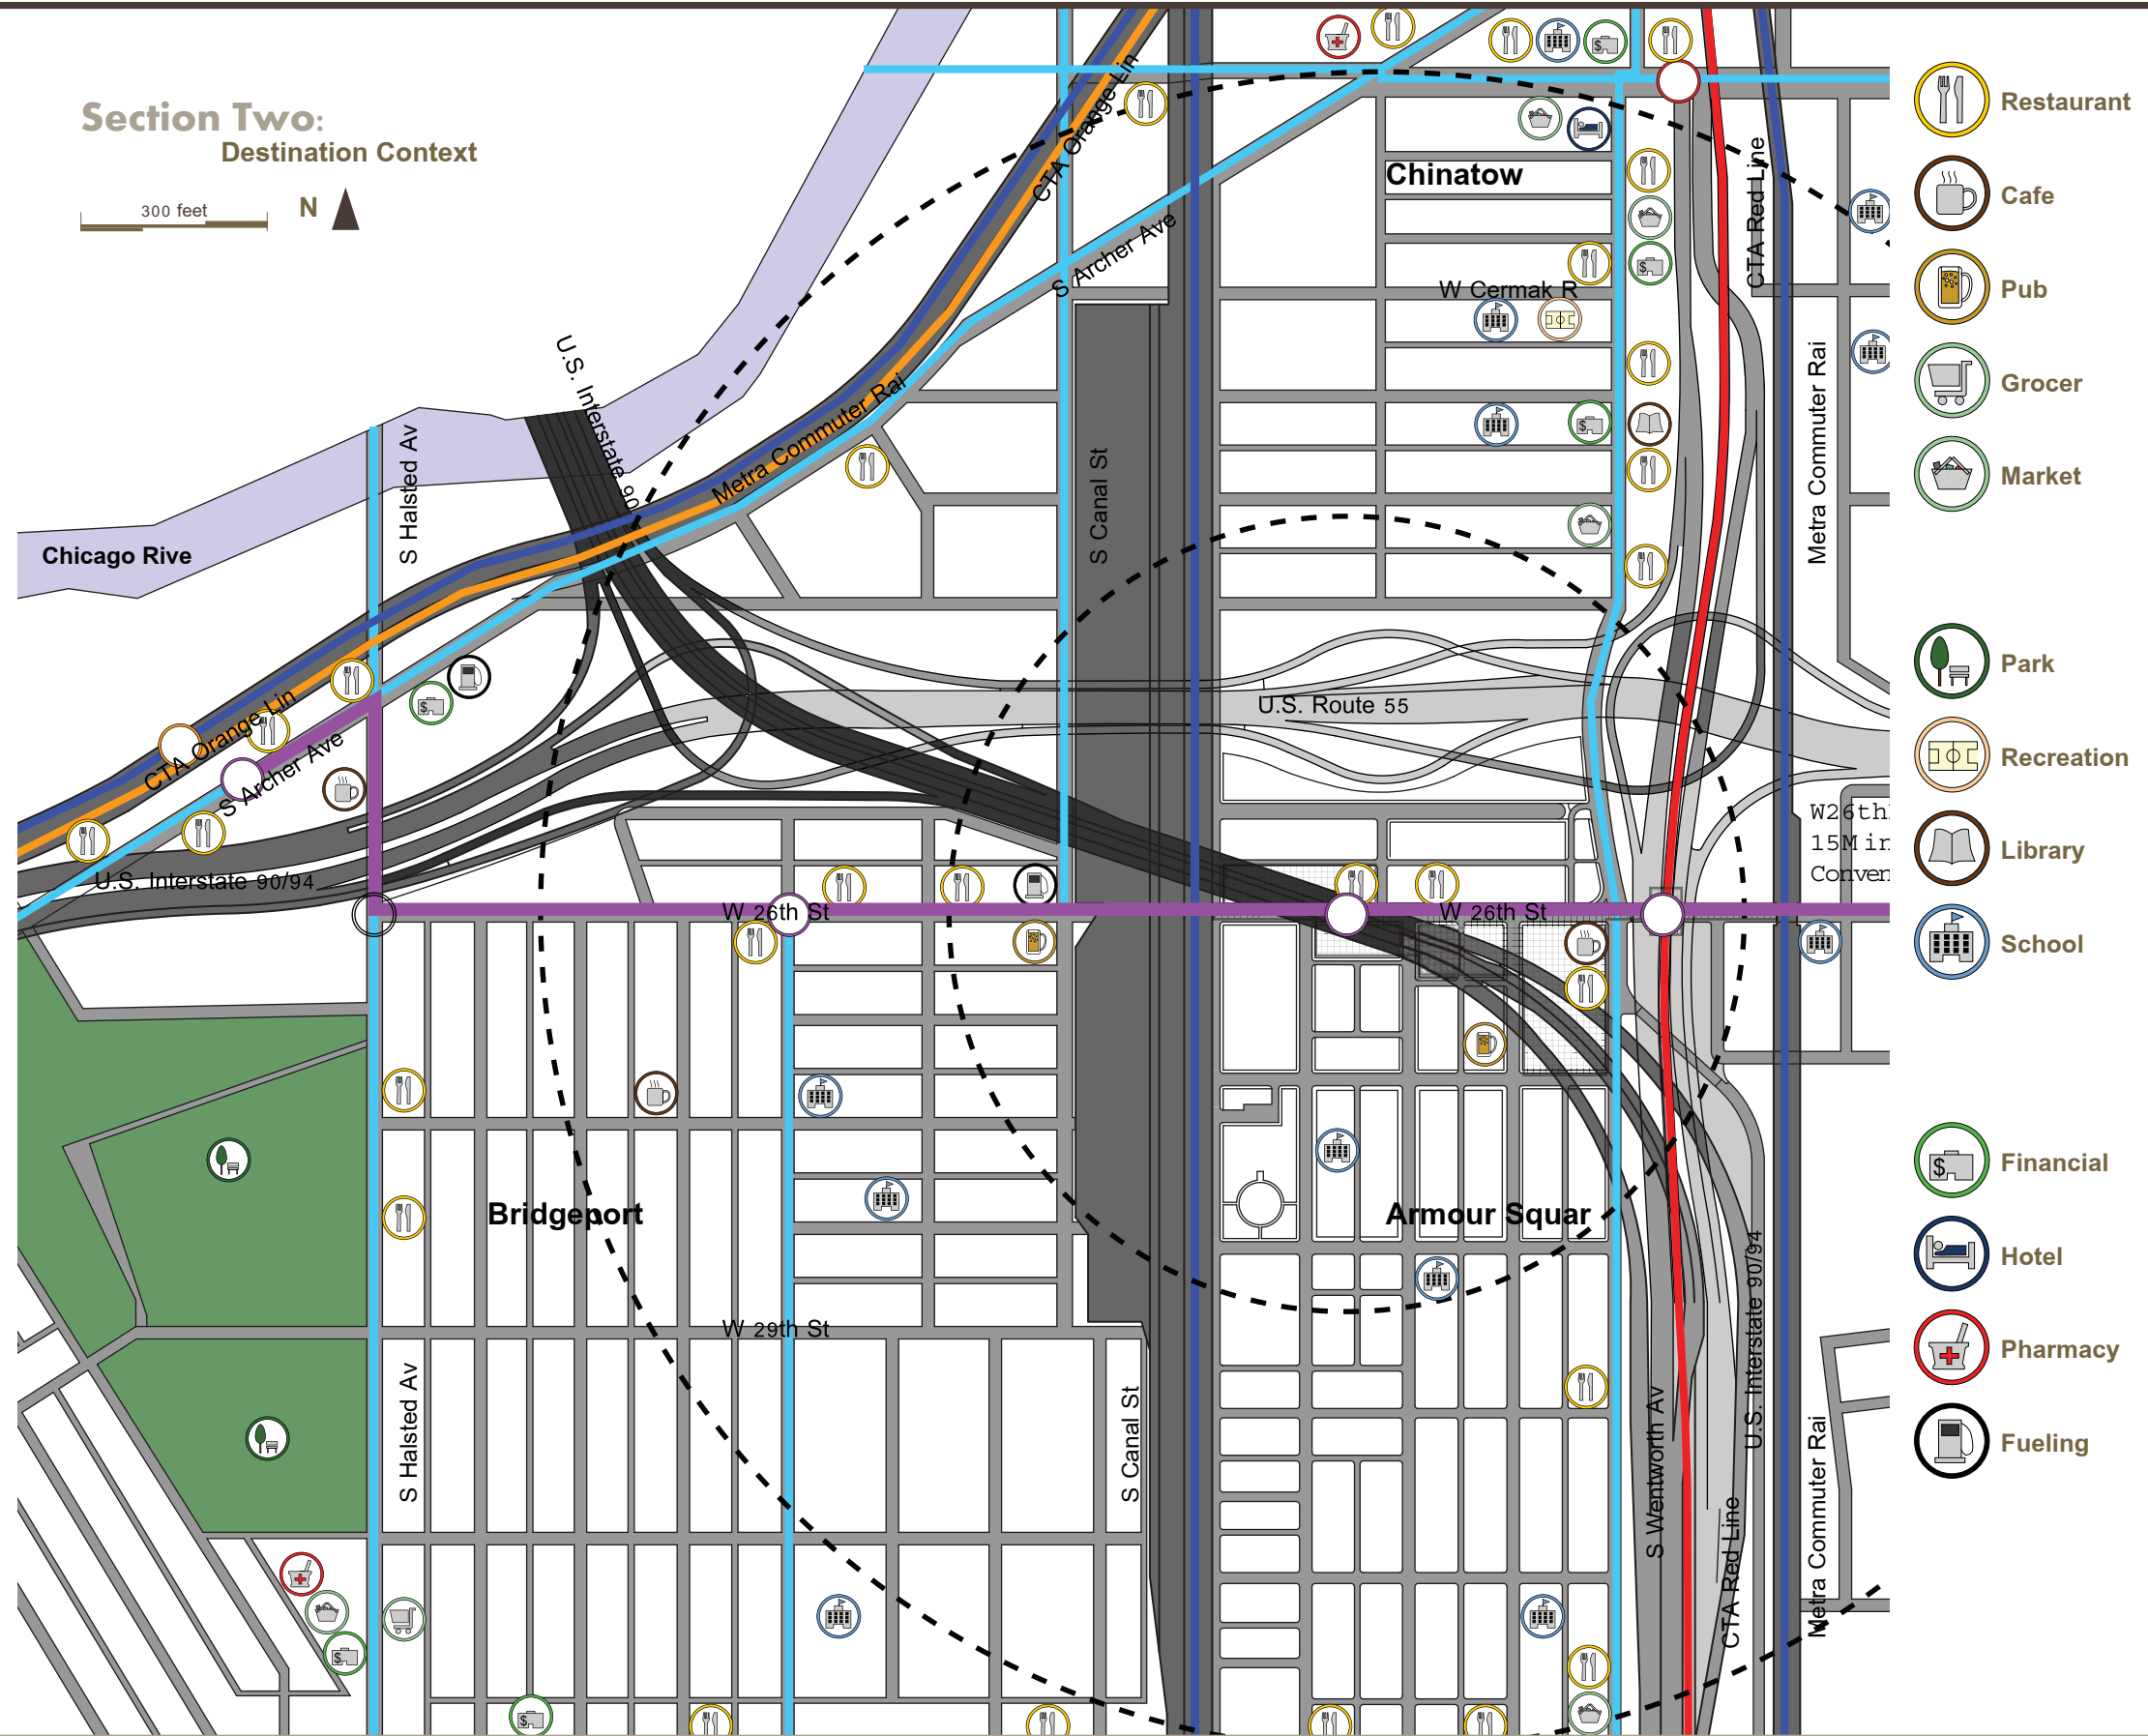 Section Two:
Destination Context
300 feet
N
Chinatow
CTA Orange Lin
S Archer Ave
W Cermak R
CTA Red Line
U.S. Interstate 90
Metra Commuter Rai
Metra Commuter Rai
S Halsted Av
S Canal St
Chicago Rive
U.S. Route 55
CTA Orange Lin
S Archer Ave
U.S. Interstate 90/94
W 26th St
W 26th St
W26th
15Min
Conven
Bridgeport
Armour Squar
W 29th St
S Halsted Av
S Canal St
S Wentworth Av
U.S. Interstate 90/94
CTA Red Line
Metra Commuter Rai
Restaurant
Cafe
Pub
Grocer
Market
Park
Recreation
Library
School
Financial
Hotel
Pharmacy
Fueling